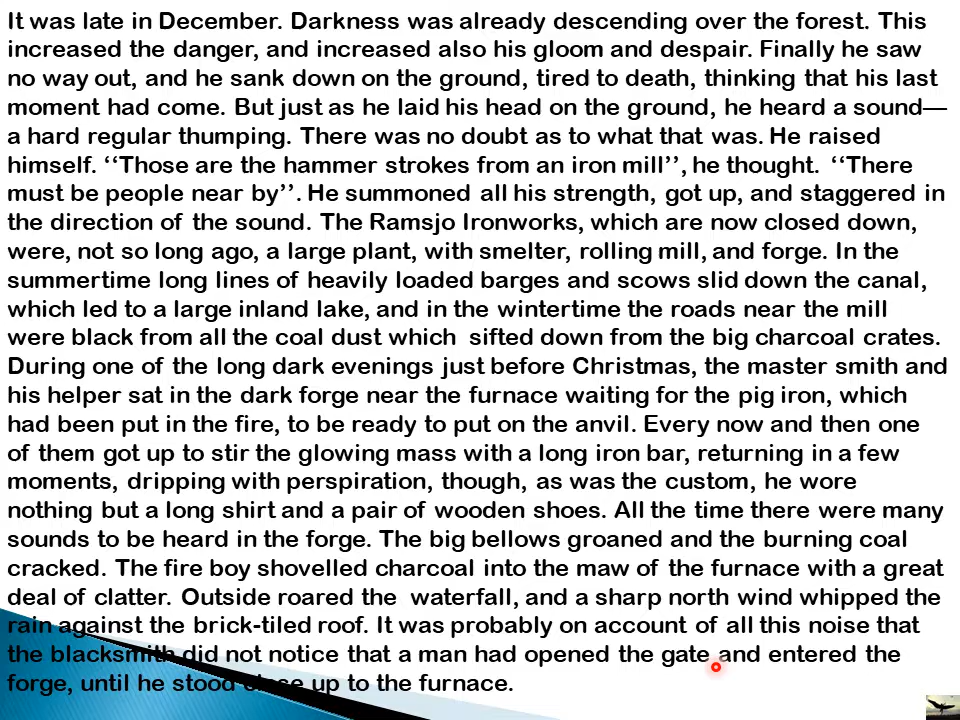 It was late in December. Darkness was already descending over the forest. This
increased the danger, and increased also his gloom and despair. Finally he saw
no way out, and he sank down on the ground, tired to death, thinking that his last
moment had come. But just as he laid his head on the ground, he heard a sound—
a hard regular thumping. There was no doubt as to what that was. He raised
himself. ‘‘Those are the hammer strokes from an iron mill’’, he thought. ‘‘There
must be people near by’’. He summoned all his strength, got up, and staggered in
the direction of the sound. The Ramsjo Ironworks, which are now closed down,
were, not so long ago, a large plant, with smelter, rolling mill, and forge. In the
summertime long lines of heavily loaded barges and scows slid down the canal,
which led to a large inland lake, and in the wintertime the roads near the mill
were black from all the coal dust which sifted down from the big charcoal crates.
During one of the long dark evenings just before Christmas, the master smith and
his helper sat in the dark forge near the furnace waiting for the pig iron, which
had been put in the fire, to be ready to put on the anvil. Every now and then one
of them got up to stir the glowing mass with a long iron bar, returning in a few
moments, dripping with perspiration, though, as was the custom, he wore
nothing but a long shirt and a pair of wooden shoes. All the time there were many
sounds to be heard in the forge. The big bellows groaned and the burning coal
cracked. The fire boy shovelled charcoal into the maw of the furnace with a great
deal of clatter. Outside roared the waterfall, and a sharp north wind whipped the
rain against the brick-tiled roof. It was probably on account of all this noise that
the blacksmith did not notice that a man had opened the gate and entered the
forge, until he stood close up to the furnace.